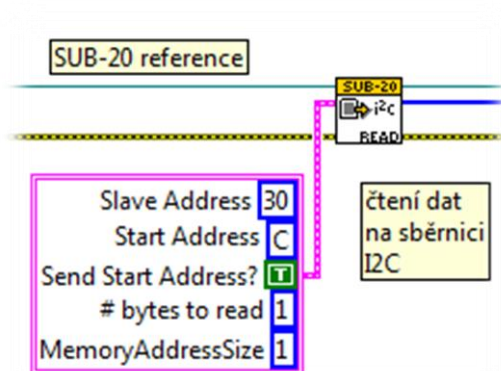 SUB-20 reference
SUB-20
i²c
READ
Slave Address 30
Start Address C
Send Start Address? T
# bytes to read 1
MemoryAddressSize 1
čtení dat
na sběrnici
I2C